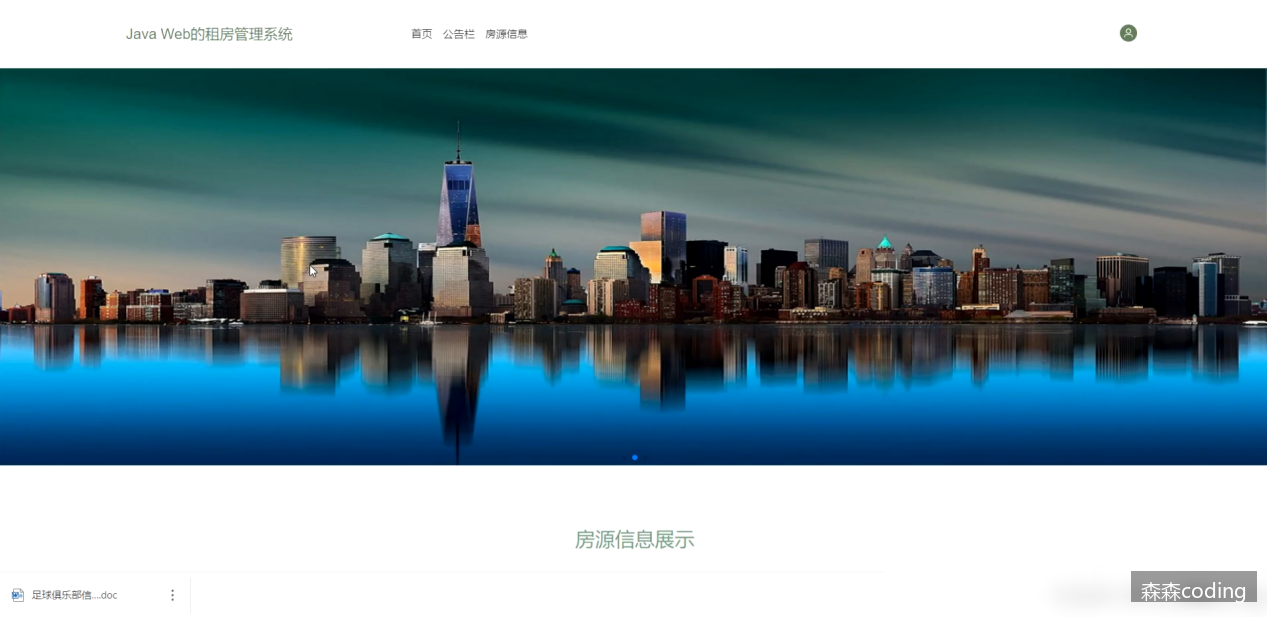 Java Web的租房管理系统
首页 公告栏 房源信息
房源信息展示
足球俱乐部信....doc
森森coding